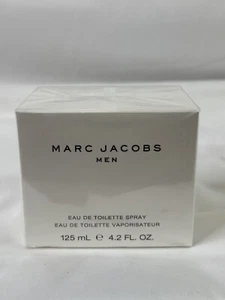 MARC JACOBS
MEN
EAU DE TOILETTE SPRAY
EAU DE TOILETTE VAPORISATEUR
125 mL ℮ 4.2 FL. OZ.